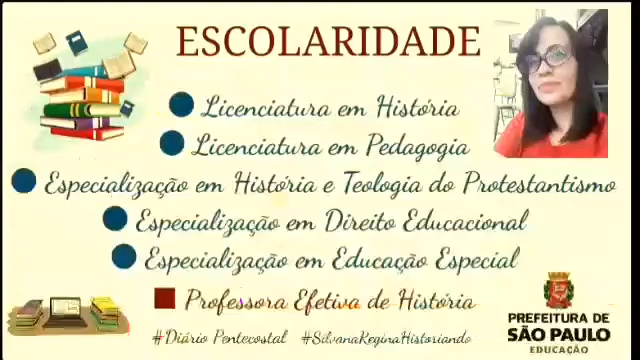 ESCOLARIDADE
Licenciatura em História
Licenciatura em Pedagogia
Especialização em História e Teologia do Protestantismo
Especialização em Direito Educacional
Especialização em Educação Especial
Professora Efetiva de História
#Diário Pentecostal #SilvanaReginaHistoriando
PREFEITURA DE
SÃO PAULO
EDUCAÇÃO